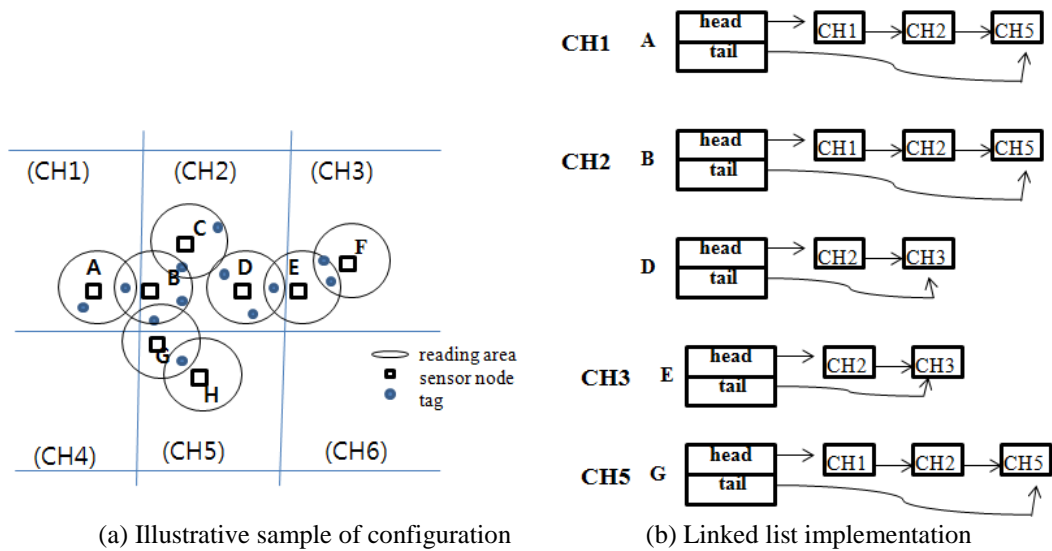 (CH1) (CH2) (CH3)
C
F
A
B
D
E
G
H
reading area
sensor node
tag
(CH4) (CH5) (CH6)
(a) Illustrative sample of configuration
CH1 A head CH1 CH2 CH5
tail
CH2 B head CH1 CH2 CH5
tail
D head CH2 CH3
tail
CH3 E head CH2 CH3
tail
CH5 G head CH1 CH2 CH5
tail
(b) Linked list implementation